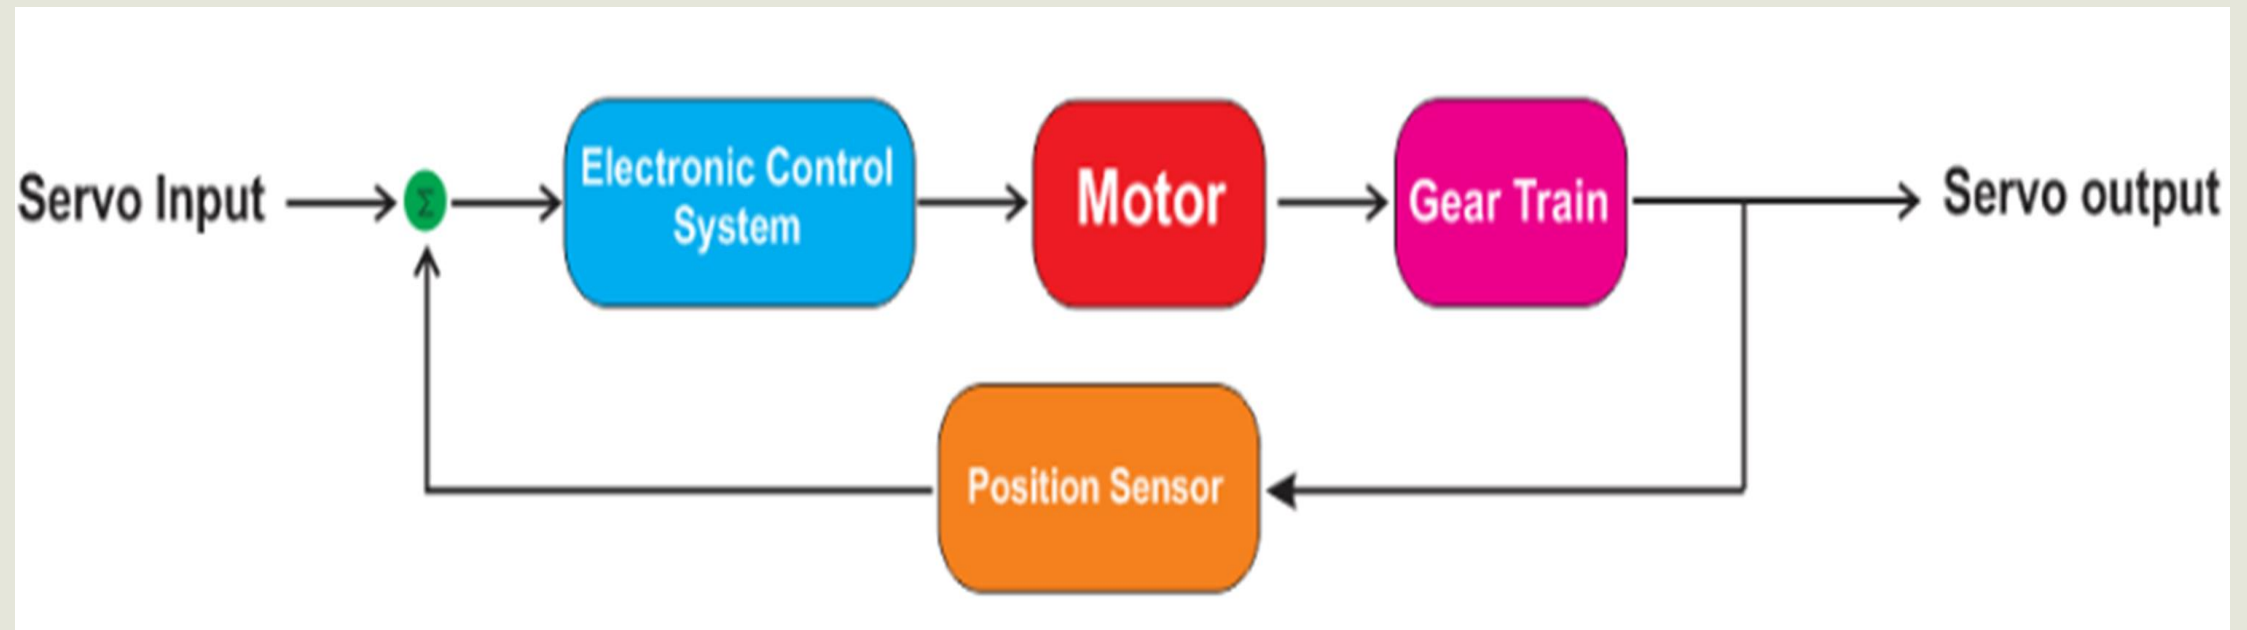 Servo Input
Σ
Electronic Control
System
Motor
Gear Train
Servo output
Position Sensor